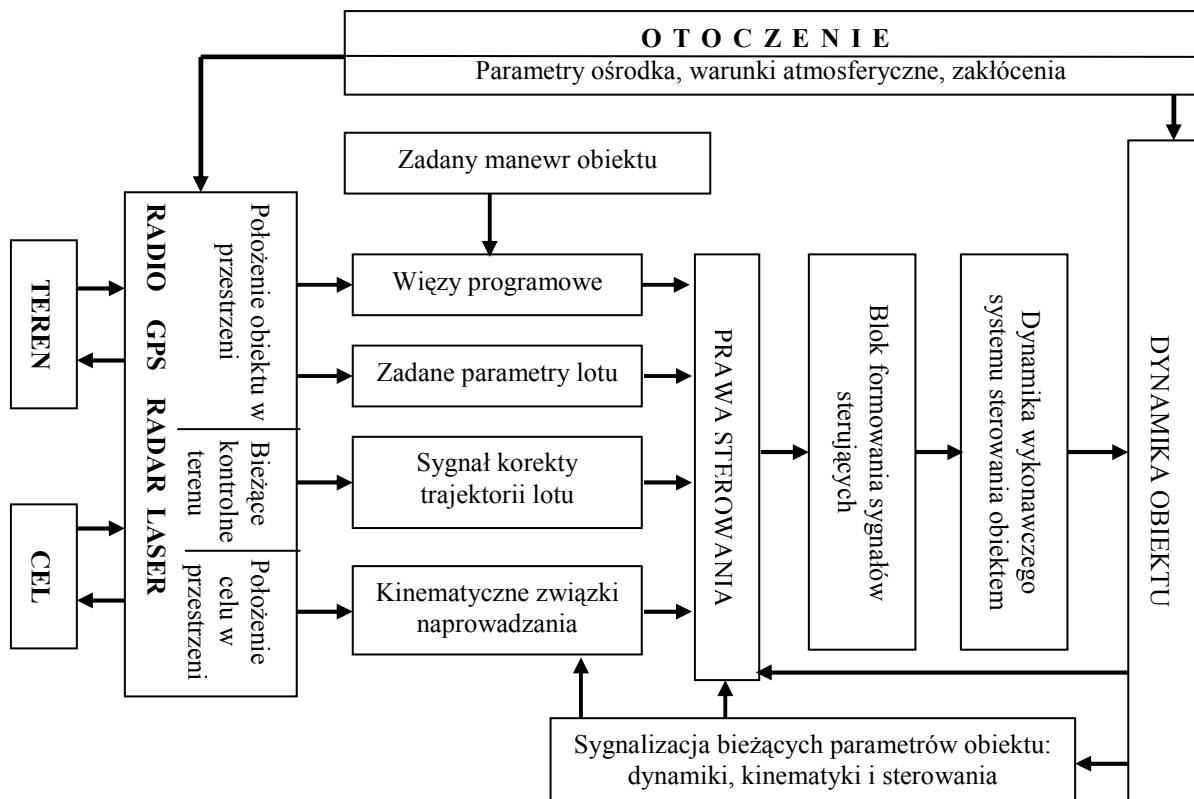 O T O C Z E N I E
Parametry ośrodka, warunki atmosferyczne, zakłócenia
Zadany manewr obiektu
TEREN
CEL
RADIO GPS RADAR LASER
Położenie obiektu w
przestrzeni
Bieżące
kontrolne
terenu
Położenie
celu w
przestrzeni
Więzy programowe
Zadane parametry lotu
Sygnał korekty
trajektorii lotu
Kinematyczne związki
naprowadzania
PRAWA STEROWANIA
Blok formowania sygnałów
sterujących
Dynamika wykonawczego
systemu sterowania obiektem
DYNAMIKA OBIEKTU
Sygnalizacja bieżących parametrów obiektu:
dynamiki, kinematyki i sterowania